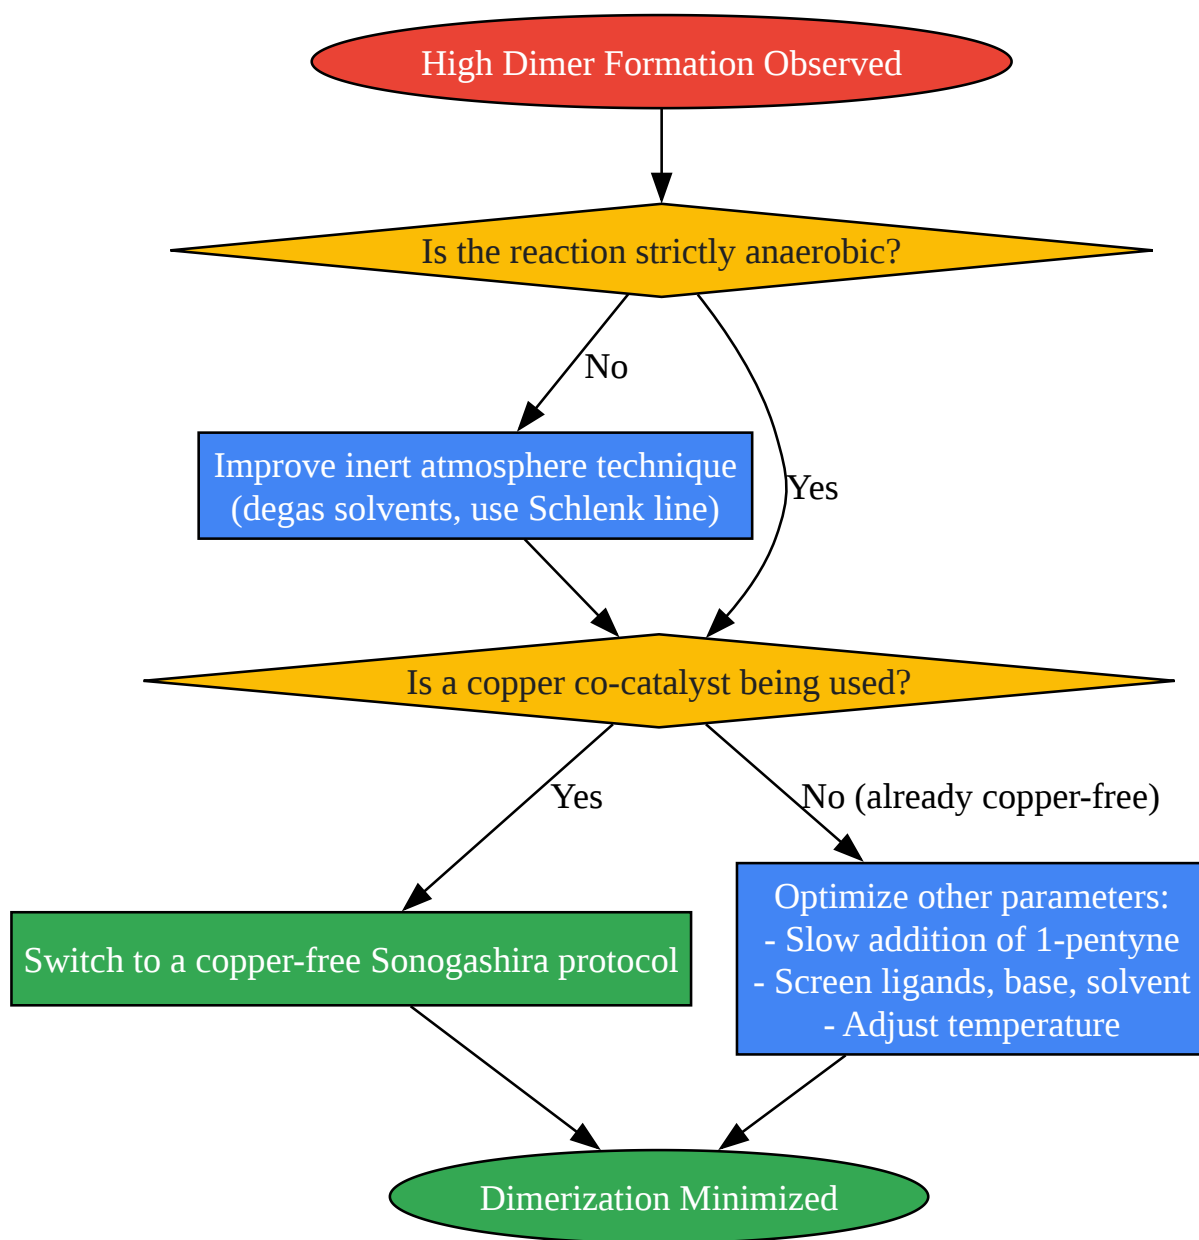 High Dimer Formation Observed
Is the reaction strictly anaerobic?
No
Improve inert atmosphere technique
(degas solvents, use Schlenk line)
Yes
Is a copper co-catalyst being used?
Yes
No (already copper-free)
Optimize other parameters:
- Slow addition of 1-pentyne
- Screen ligands, base, solvent
- Adjust temperature
Switch to a copper-free Sonogashira protocol
Dimerization Minimized